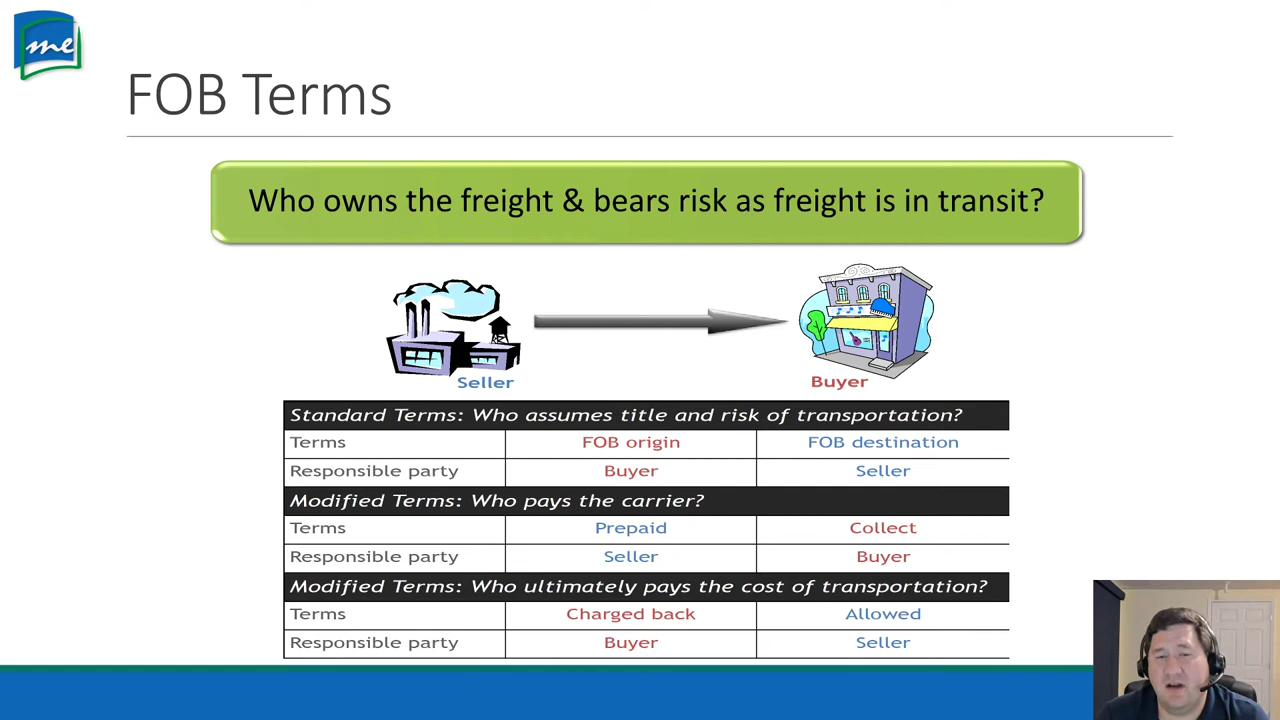 me
FOB Terms
Who owns the freight & bears risk as freight is in transit?
Seller
Buyer
Standard Terms: Who assumes title and risk of transportation?
Terms FOB origin FOB destination
Responsible party Buyer Seller
Modified Terms: Who pays the carrier?
Terms Prepaid Collect
Responsible party Seller Buyer
Modified Terms: Who ultimately pays the cost of transportation?
Terms Charged back Allowed
Responsible party Buyer Seller